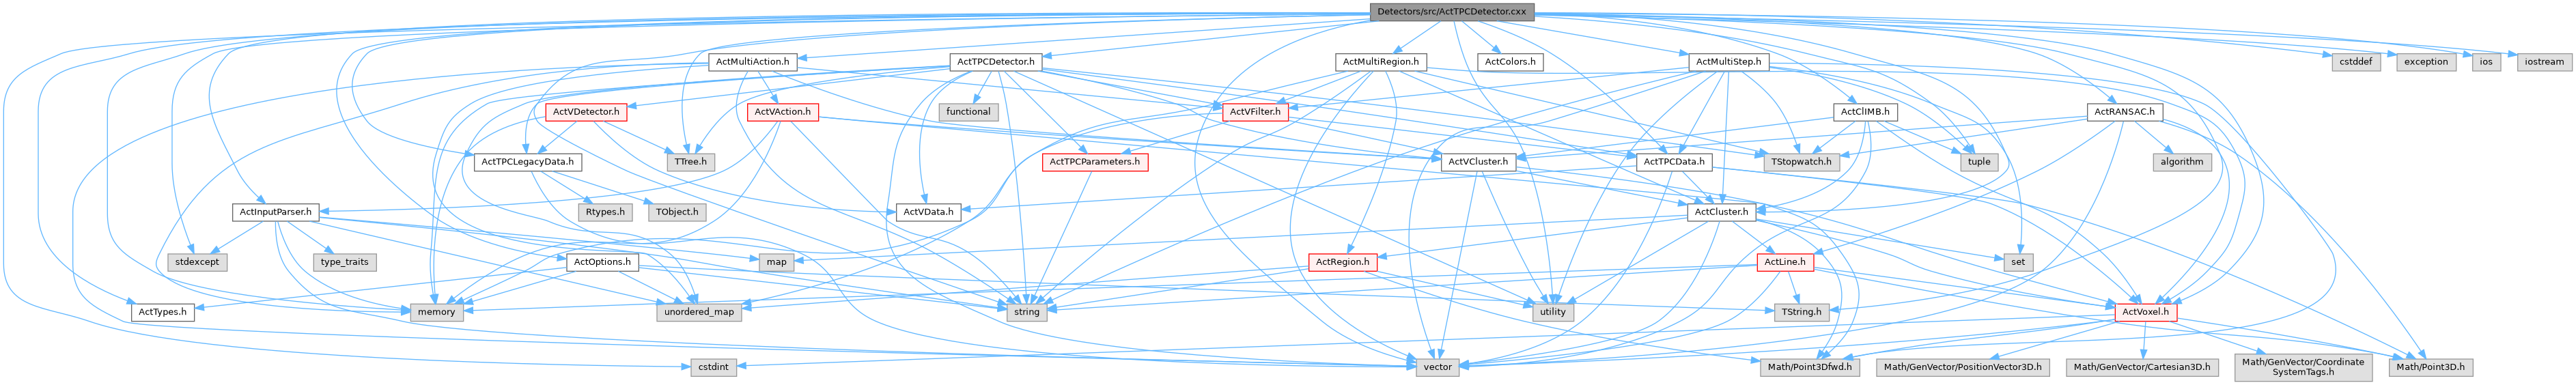 Detectors/src/ActTPCDetector.cxx
ActMultiAction.h
ActTPCDetector.h
ActMultiRegion.h
ActColors.h
ActMultiStep.h
cstddef
exception
ios
iostream
ActVDetector.h
ActVAction.h
functional
ActVFilter.h
ActClIMB.h
ActRANSAC.h
ActTPCLegacyData.h
TTree.h
ActTPCParameters.h
ActVCluster.h
ActTPCData.h
TStopwatch.h
tuple
algorithm
ActInputParser.h
Rtypes.h
TObject.h
ActVData.h
ActCluster.h
stdexcept
type_traits
map
ActOptions.h
ActRegion.h
ActLine.h
set
ActTypes.h
memory
unordered_map
string
utility
TString.h
ActVoxel.h
cstdint
vector
Math/Point3Dfwd.h
Math/GenVector/PositionVector3D.h
Math/GenVector/Cartesian3D.h
Math/GenVector/Coordinate
SystemTags.h
Math/Point3D.h